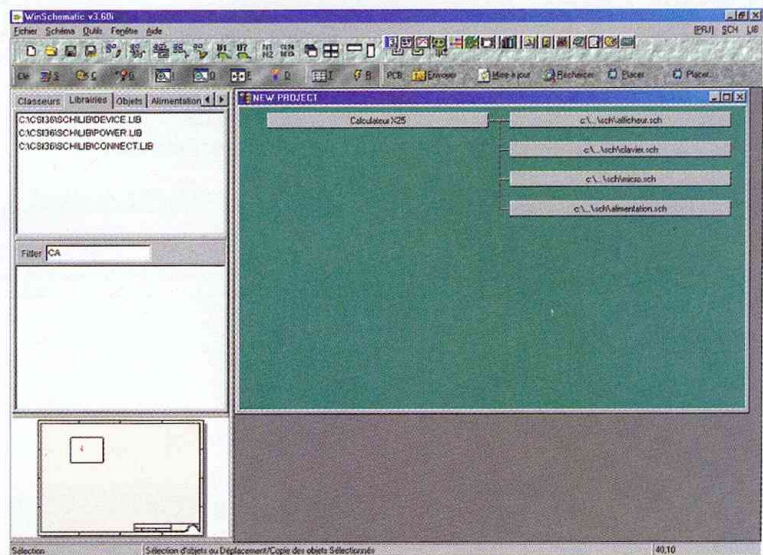 WinSchematic v3.60i
Fichier Schéma Outils Fenêtre Aide
[PRJ] SCH LIB
PCB: Envoyer Mise à jour Rechercer Placer Placer...
Classeurs Librairies Objets Alimentation
C:\CSI36\SCH\LIB\DEVICE.LIB
C:\CSI36\SCH\LIB\POWER.LIB
C:\CSI36\SCH\LIB\CONNECT.LIB
Filter CA
NEW PROJECT
Calculateur X25
c:\...\sch\afficheur.sch
c:\...\sch\clavier.sch
c:\...\sch\micro.sch
c:\...\sch\alimentation.sch
Sélection
Sélection d'objets ou Déplacement/Copie des objets Sélectionnés
40,10